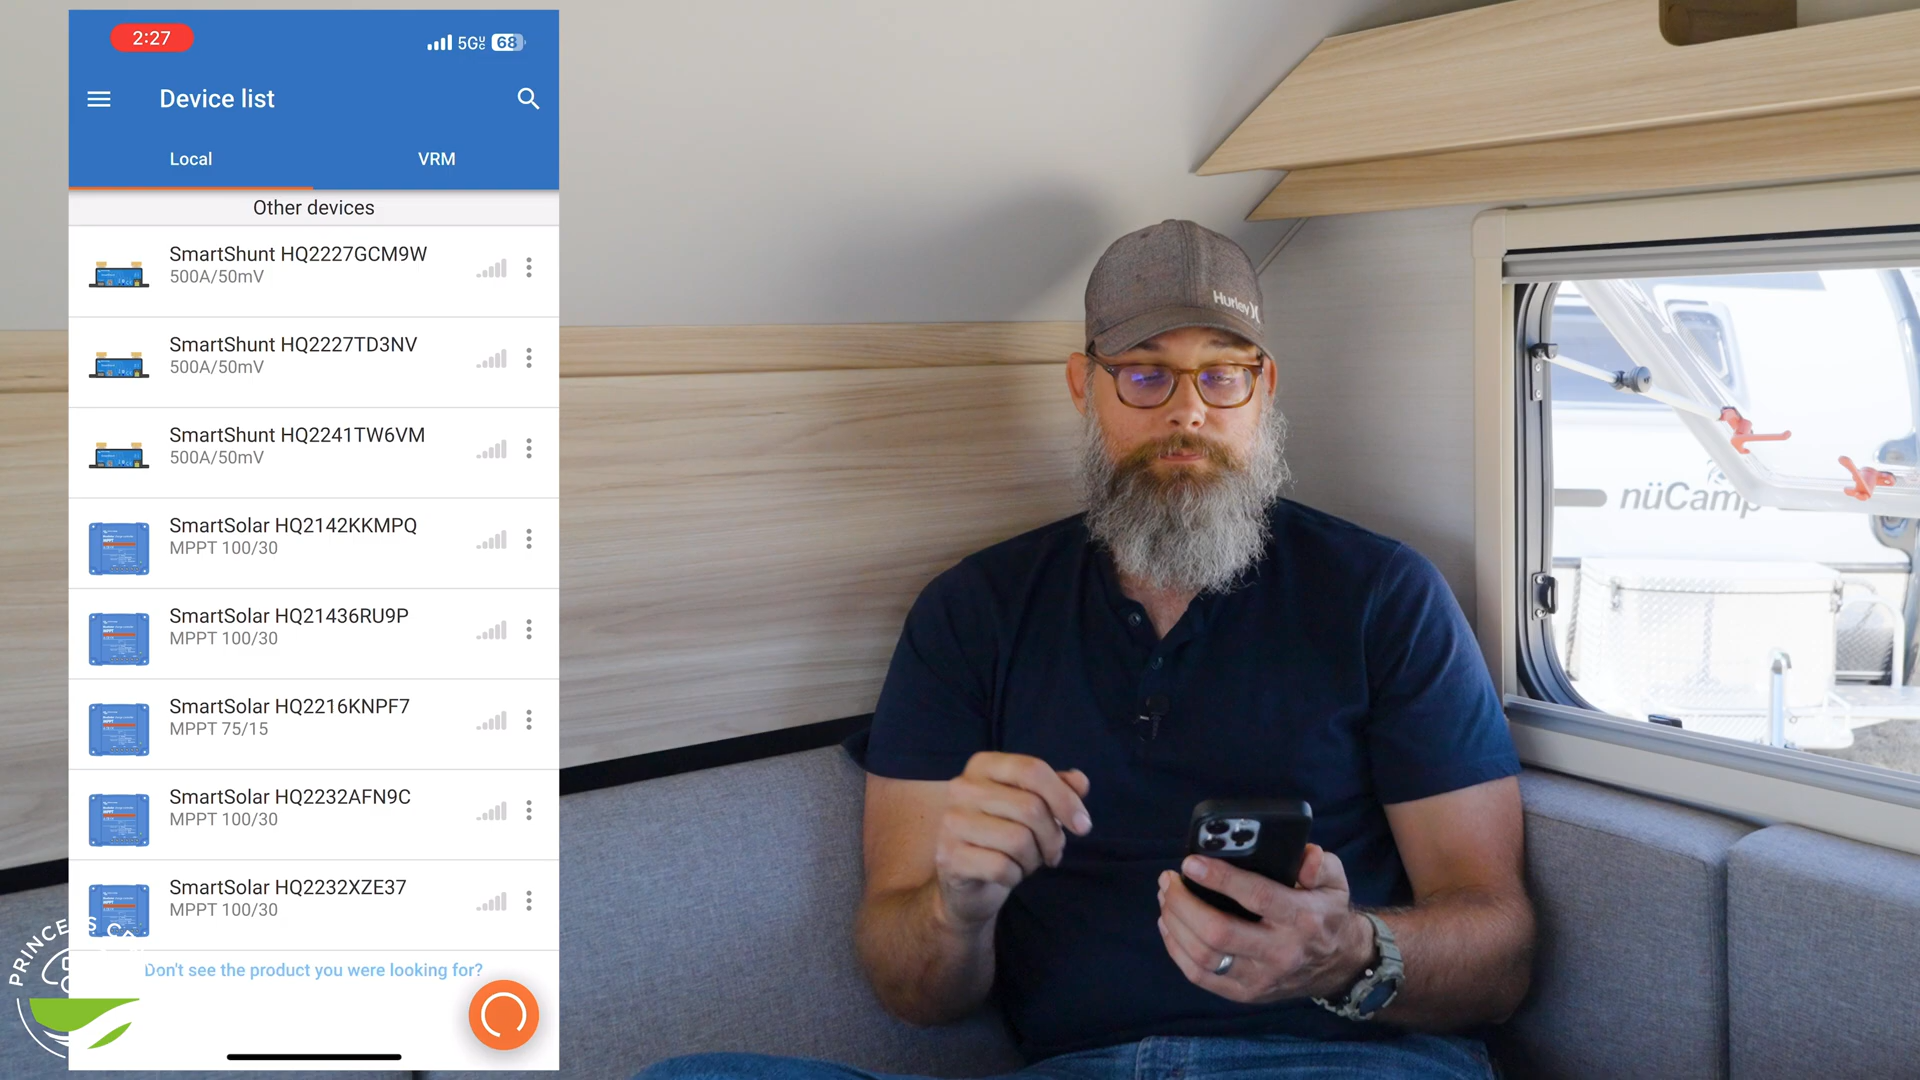 2:27
5G
68
Device list
Local
VRM
Other devices
SmartShunt HQ2227GCM9W
500A/50mV
SmartShunt HQ2227TD3NV
500A/50mV
SmartShunt HQ2241TW6VM
500A/50mV
SmartSolar HQ2142KKMPQ
MPPT 100/30
SmartSolar HQ21436RU9P
MPPT 100/30
SmartSolar HQ2216KNPF7
MPPT 75/15
SmartSolar HQ2232AFN9C
MPPT 100/30
SmartSolar HQ2232XZE37
MPPT 100/30
Don't see the product you were looking for?
PRINCESS
Hurley
nüCamp